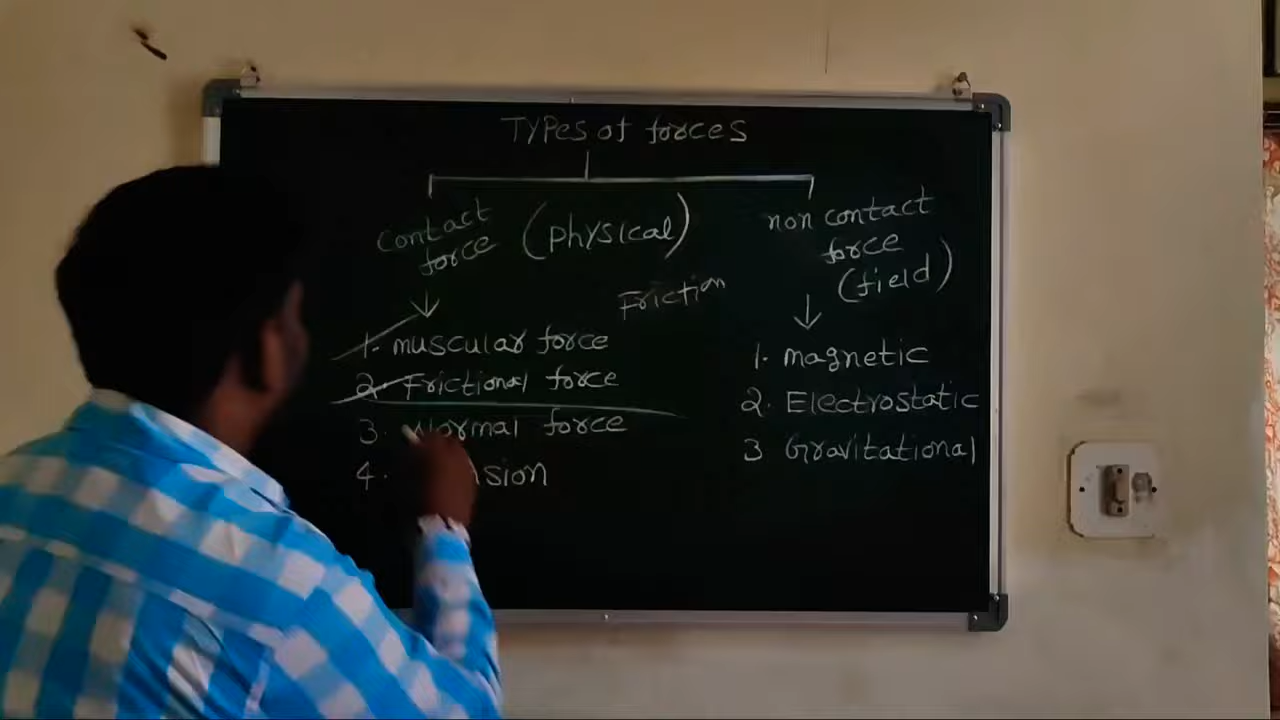 TYPes of forces
Contact
force
(Physical)
non contact
force
(field)
Friction
1. muscular force
2. Frictional force
3. Normal force
4.
1. magnetic
2. Electrostatic
3 Gravitational